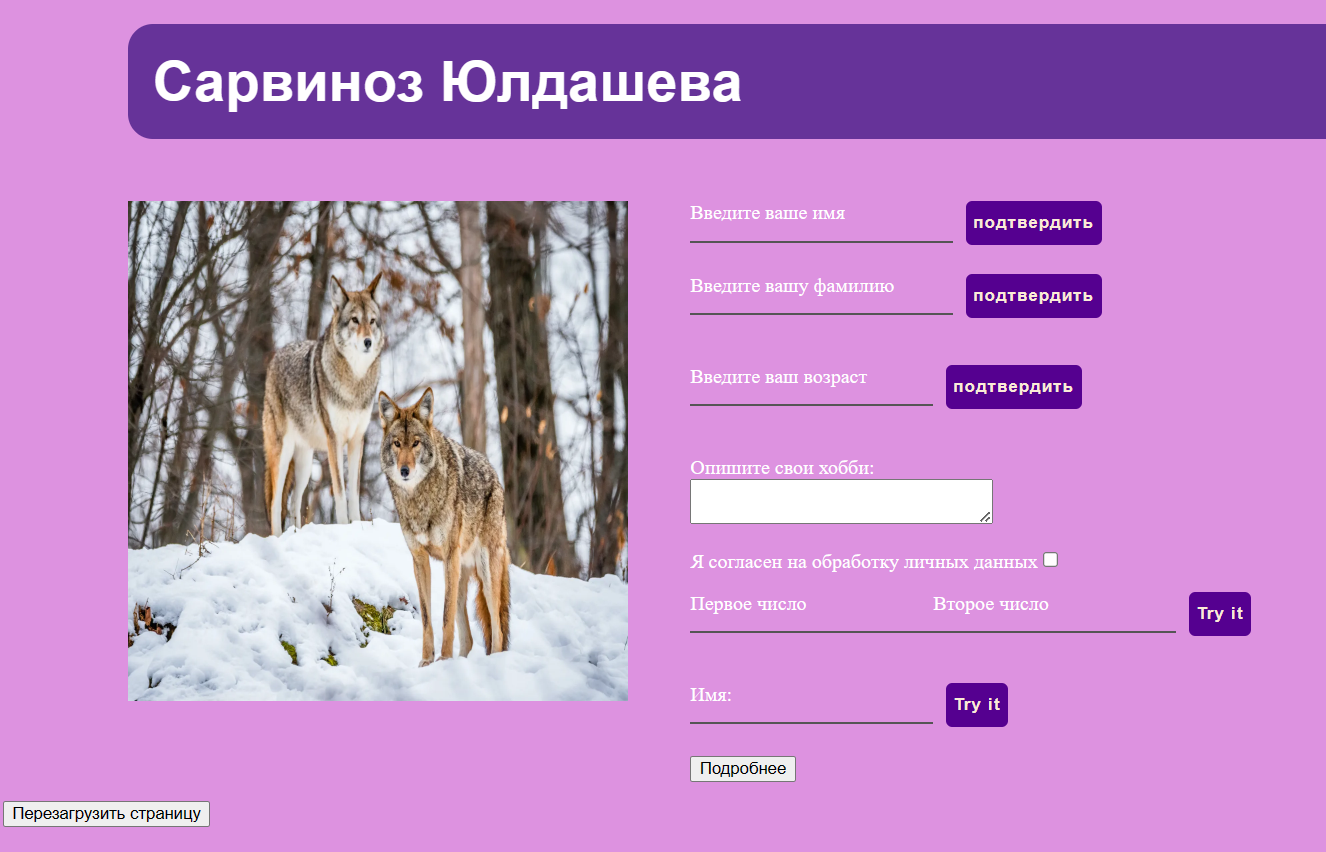 Сарвиноз Юлдашева
Введите ваше имя подтвердить
Введите вашу фамилию подтвердить
Введите ваш возраст подтвердить
Опишите свои хобби:
Я согласен на обработку личных данных
Первое число Второе число Try it
Имя: Try it
Подробнее
Перезагрузить страницу